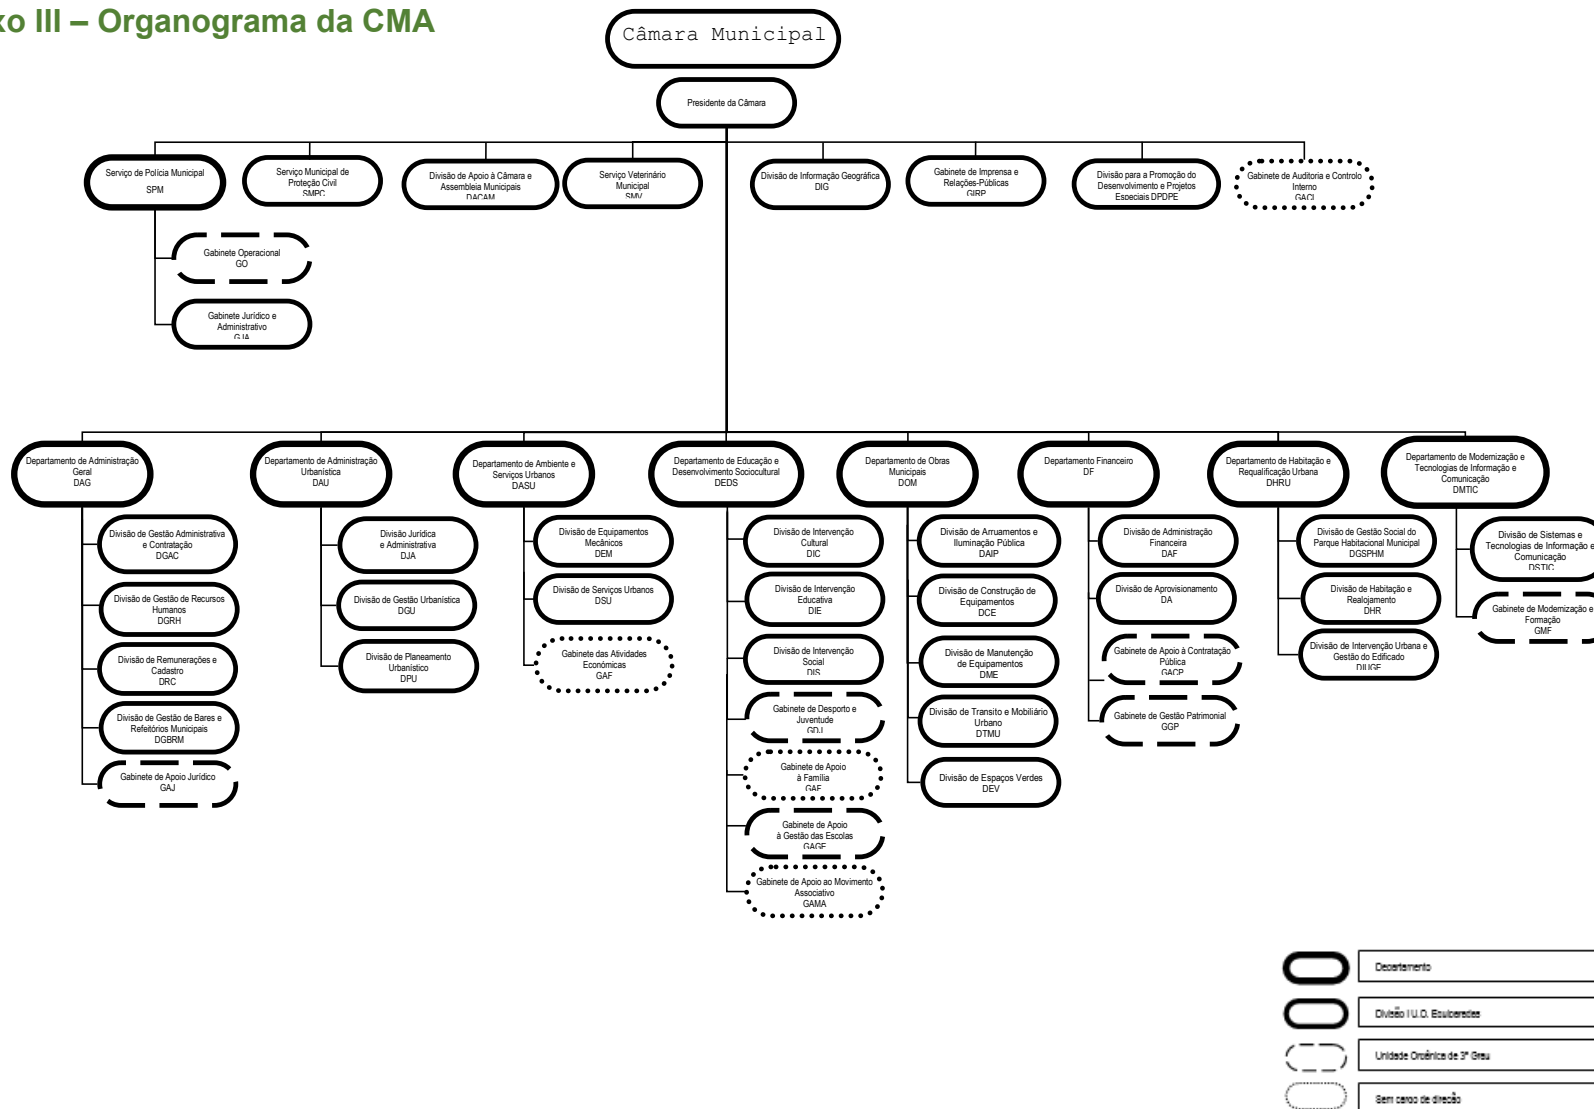 xo III – Organograma da CMA
Câmara Municipal
Presidente da Câmara
Serviço de Polícia Municipal
SPM
Serviço Municipal de
Proteção Civil
SMPC
Divisão de Apoio à Câmara e
Assembleia Municipais
DACAM
Serviço Veterinário
Municipal
SMV
Divisão de Informação Geográfica
DIG
Gabinete de Imprensa e
Relações-Públicas
GIRP
Divisão para a Promoção do
Desenvolvimento e Projetos
Especiais DPDPE
Gabinete de Auditoria e Controlo
Interno
GACI
Gabinete Operacional
GO
Gabinete Jurídico e
Administrativo
GJA
Departamento de Administração
Geral
DAG
Departamento de Administração
Urbanística
DAU
Departamento de Ambiente e
Serviços Urbanos
DASU
Departamento de Educação e
Desenvolvimento Sociocultural
DEDS
Departamento de Obras
Municipais
DOM
Departamento Financeiro
DF
Departamento de Habitação e
Requalificação Urbana
DHRU
Departamento de Modernização e
Tecnologias de Informação e
Comunicação
DMTIC
Divisão de Gestão Administrativa
e Contratação
DGAC
Divisão de Gestão de Recursos
Humanos
DGRH
Divisão de Remunerações e
Cadastro
DRC
Divisão de Gestão de Bares e
Refeitórios Municipais
DGBRM
Gabinete de Apoio Jurídico
GAJ
Divisão Jurídica
e Administrativa
DJA
Divisão de Gestão Urbanística
DGU
Divisão de Planeamento
Urbanístico
DPU
Divisão de Equipamentos
Mecânicos
DEM
Divisão de Serviços Urbanos
DSU
Gabinete das Atividades
Económicas
Divisão de Intervenção
Cultural
DIC
Divisão de Intervenção
Educativa
DIE
Divisão de Intervenção
Social
DIS
Gabinete de Desporto e
Juventude
GDJ
Gabinete de Apoio
à Família
GAF
Gabinete de Apoio
à Gestão das Escolas
GAGE
Gabinete de Apoio ao Movimento
Associativo
GAMA
Divisão de Arruamentos e
Iluminação Pública
DAIP
Divisão de Construção de
Equipamentos
DCE
Divisão de Manutenção
de Equipamentos
DME
Divisão de Transito e Mobiliário
Urbano
DTMU
Divisão de Espaços Verdes
DEV
Divisão de Administração
Financeira
DAF
Divisão de Aprovisionamento
DA
Gabinete de Apoio à Contratação
Pública
GACP
Gabinete de Gestão Patrimonial
GGP
Divisão de Gestão Social do
Parque Habitacional Municipal
DGSPHM
Divisão de Habitação e
Realojamento
DHR
Divisão de Intervenção Urbana e
Gestão do Edificado
DIUGE
Divisão de Sistemas e
Tecnologias de Informação e
Comunicação
DSTIC
Gabinete de Modernização e
Formação
GMF
Departamento
Divisão / U.O. Equiparadas
Unidade Orgânica de 3º Grau
Sem cargo de direção